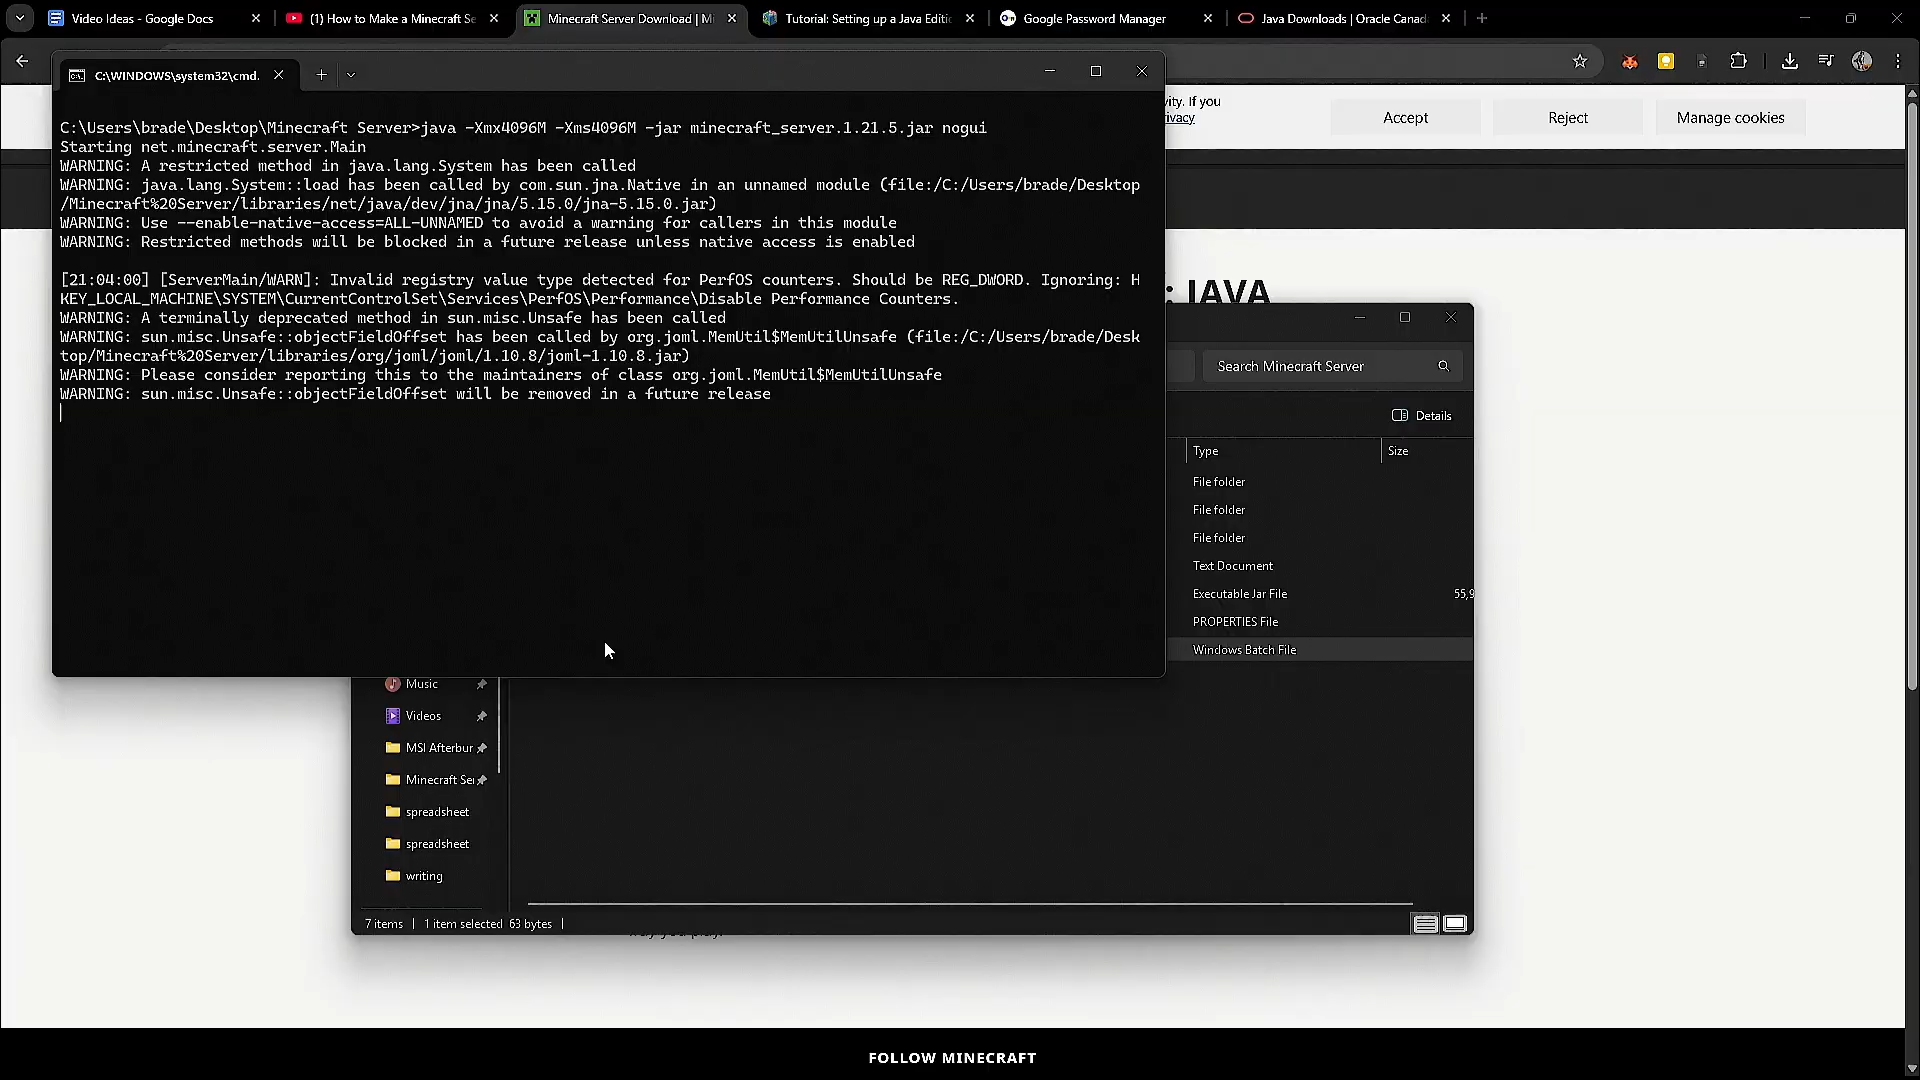 Video Ideas - Google Docs
(1) How to Make a Minecraft Se
Minecraft Server Download | M
Tutorial: Setting up a Java Editi
Google Password Manager
Java Downloads | Oracle Canad
C:\WINDOWS\system32\cmd.
vity. If you
ivacy.
Accept
Reject
Manage cookies
C:\Users\brade\Desktop\Minecraft Server>java -Xmx4096M -Xms4096M -jar minecraft_server.1.21.5.jar nogui
Starting net.minecraft.server.Main
WARNING: A restricted method in java.lang.System has been called
WARNING: java.lang.System::load has been called by com.sun.jna.Native in an unnamed module (file:/C:/Users/brade/Desktop
/Minecraft%20Server/libraries/net/java/dev/jna/jna/5.15.0/jna-5.15.0.jar)
WARNING: Use --enable-native-access=ALL-UNNAMED to avoid a warning for callers in this module
WARNING: Restricted methods will be blocked in a future release unless native access is enabled
[21:04:00] [ServerMain/WARN]: Invalid registry value type detected for PerfOS counters. Should be REG_DWORD. Ignoring: H
KEY_LOCAL_MACHINE\SYSTEM\CurrentControlSet\Services\PerfOS\Performance\Disable Performance Counters.
WARNING: A terminally deprecated method in sun.misc.Unsafe has been called
WARNING: sun.misc.Unsafe::objectFieldOffset has been called by org.joml.MemUtil$MemUtilUnsafe (file:/C:/Users/brade/Desk
top/Minecraft%20Server/libraries/org/joml/joml/1.10.8/joml-1.10.8.jar)
WARNING: Please consider reporting this to the maintainers of class org.joml.MemUtil$MemUtilUnsafe
WARNING: sun.misc.Unsafe::objectFieldOffset will be removed in a future release
: JAVA
Search Minecraft Server
Details
Type
Size
File folder
File folder
File folder
Text Document
Executable Jar File
55,9
PROPERTIES File
Windows Batch File
Music
Videos
MSI Afterbur
Minecraft Ser
spreadsheet
spreadsheet
writing
7 items
1 item selected 63 bytes
FOLLOW MINECRAFT